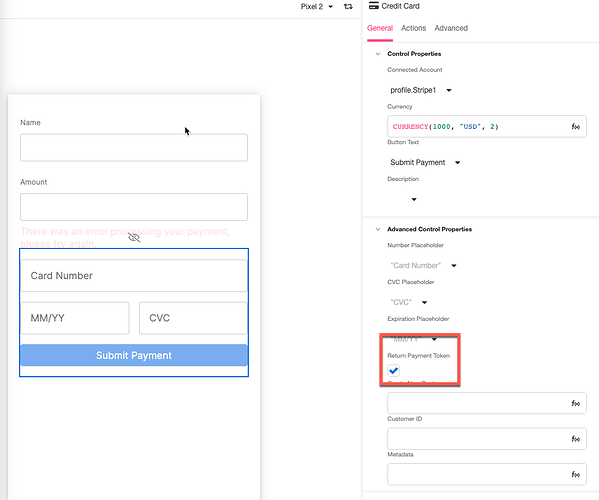 Pixel 2
Credit Card
General Actions Advanced
Control Properties
Connected Account
profile.Stripe1
Currency
CURRENCY(1000, "USD", 2)
f(x)
Button Text
Submit Payment
Description
Advanced Control Properties
Number Placeholder
"Card Number"
CVC Placeholder
"CVC"
Expiration Placeholder
"MM/YY"
Return Payment Token
f(x)
Customer ID
f(x)
Metadata
f(x)
Name
Amount
There was an error processing your payment,
please try again.
Card Number
MM/YY CVC
Submit Payment